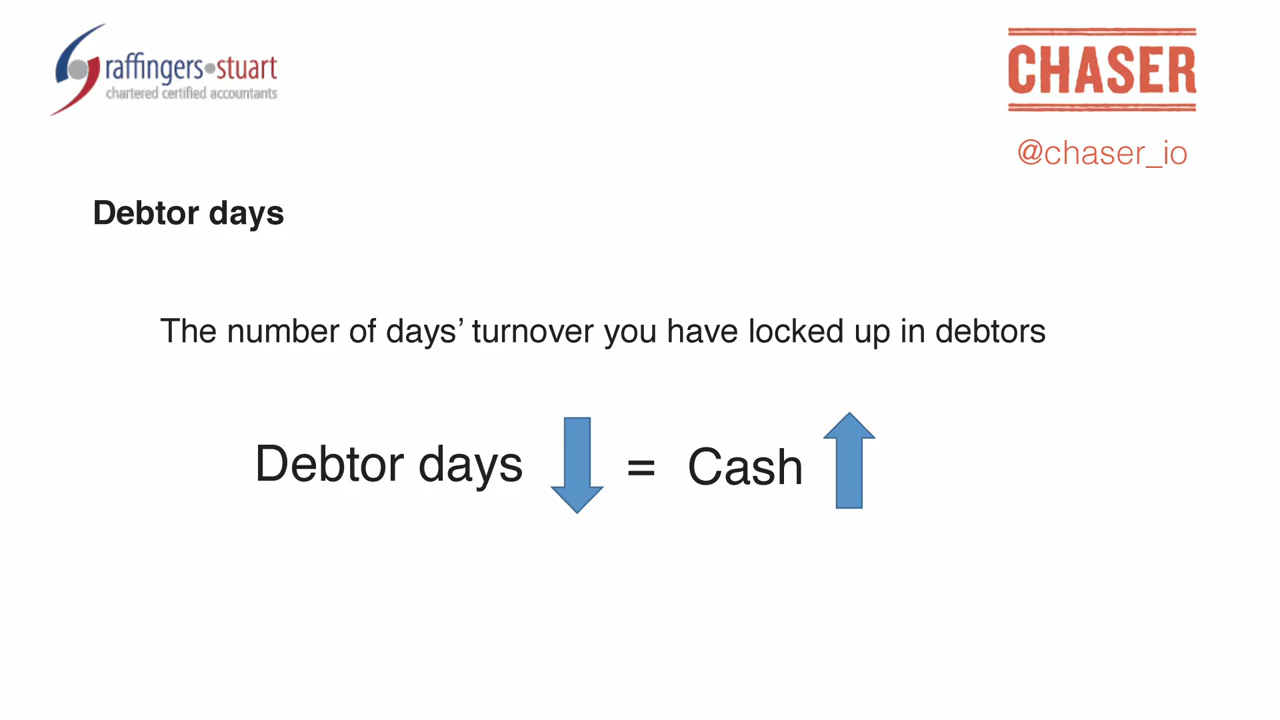 raffingers•stuart
chartered certified accountants
CHASER
@chaser_io
Debtor days
The number of days’ turnover you have locked up in debtors
Debtor days = Cash